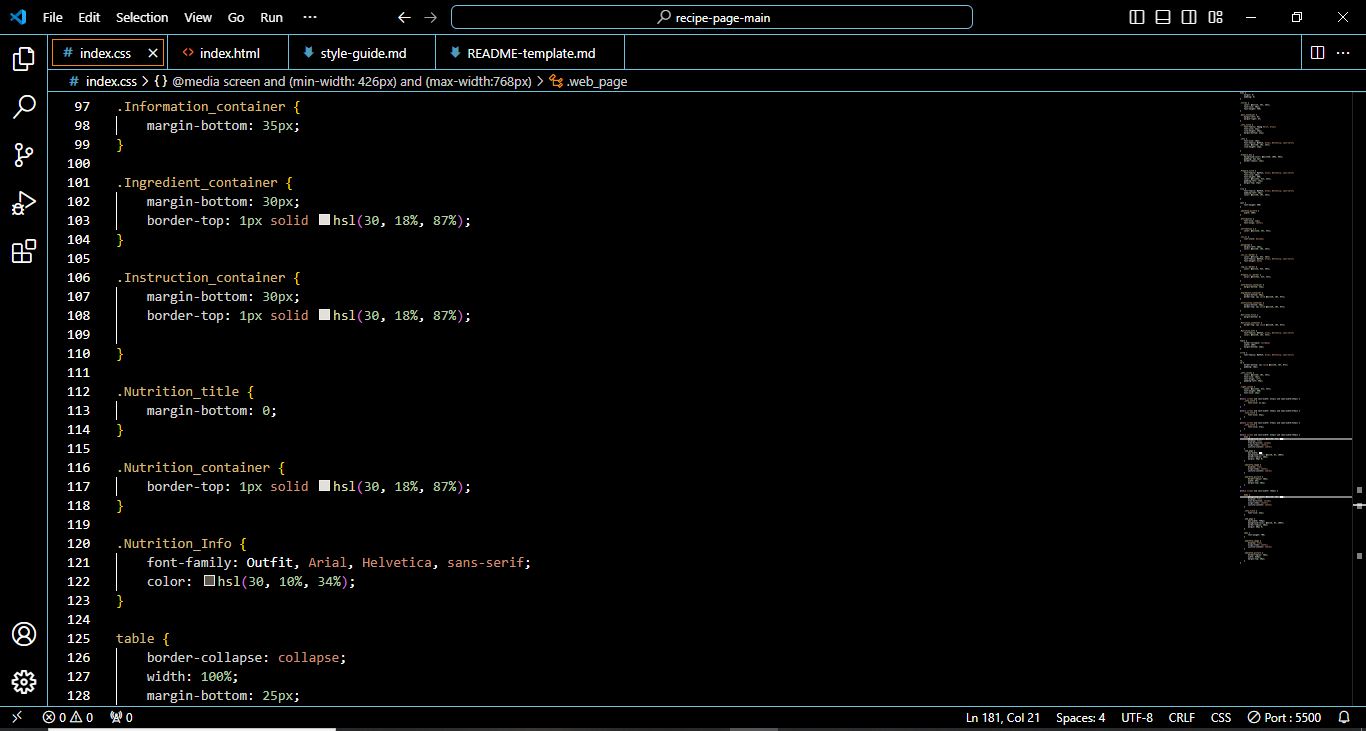 File Edit Selection View Go Run ··· recipe-page-main
# index.css × <> index.html style-guide.md README-template.md ···
# index.css > {} @media screen and (min-width: 426px) and (max-width:768px) > .web_page
97 .Information_container {
98 margin-bottom: 35px;
99 }
100
101 .Ingredient_container {
102 margin-bottom: 30px;
103 border-top: 1px solid hsl(30, 18%, 87%);
104 }
105
106 .Instruction_container {
107 margin-bottom: 30px;
108 border-top: 1px solid hsl(30, 18%, 87%);
109
110 }
111
112 .Nutrition_title {
113 margin-bottom: 0;
114 }
115
116 .Nutrition_container {
117 border-top: 1px solid hsl(30, 18%, 87%);
118 }
119
120 .Nutrition_Info {
121 font-family: Outfit, Arial, Helvetica, sans-serif;
122 color: hsl(30, 10%, 34%);
123 }
124
125 table {
126 border-collapse: collapse;
127 width: 100%;
128 margin-bottom: 25px;
0 0 0 Ln 181, Col 21 Spaces: 4 UTF-8 CRLF CSS Port : 5500